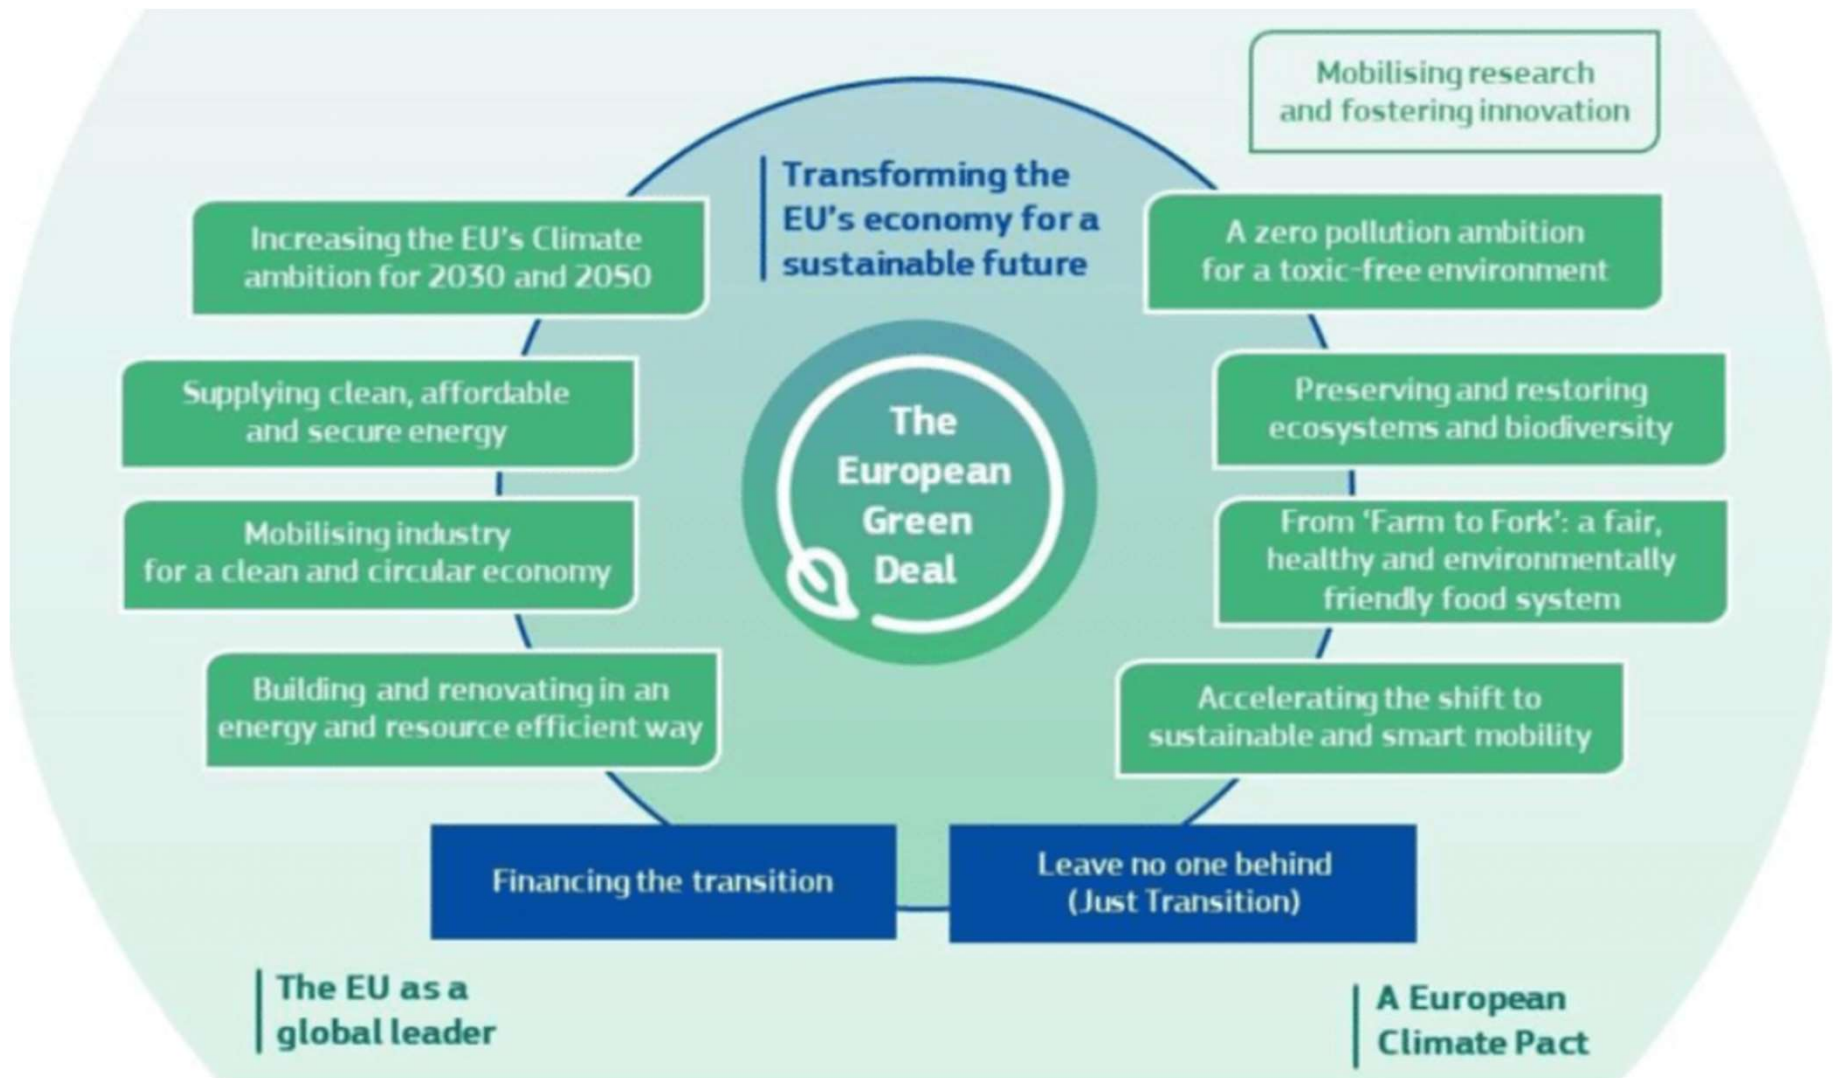 Mobilising research
and fostering innovation
Transforming the
EU's economy for a
sustainable future
Increasing the EU's Climate
ambition for 2030 and 2050
A zero pollution ambition
for a toxic-free environment
Supplying clean, affordable
and secure energy
Preserving and restoring
ecosystems and biodiversity
The
European
Green
Deal
Mobilising industry
for a clean and circular economy
From ‘Farm to Fork’: a fair,
healthy and environmentally
friendly food system
Building and renovating in an
energy and resource efficient way
Accelerating the shift to
sustainable and smart mobility
Financing the transition
Leave no one behind
(Just Transition)
The EU as a
global leader
A European
Climate Pact